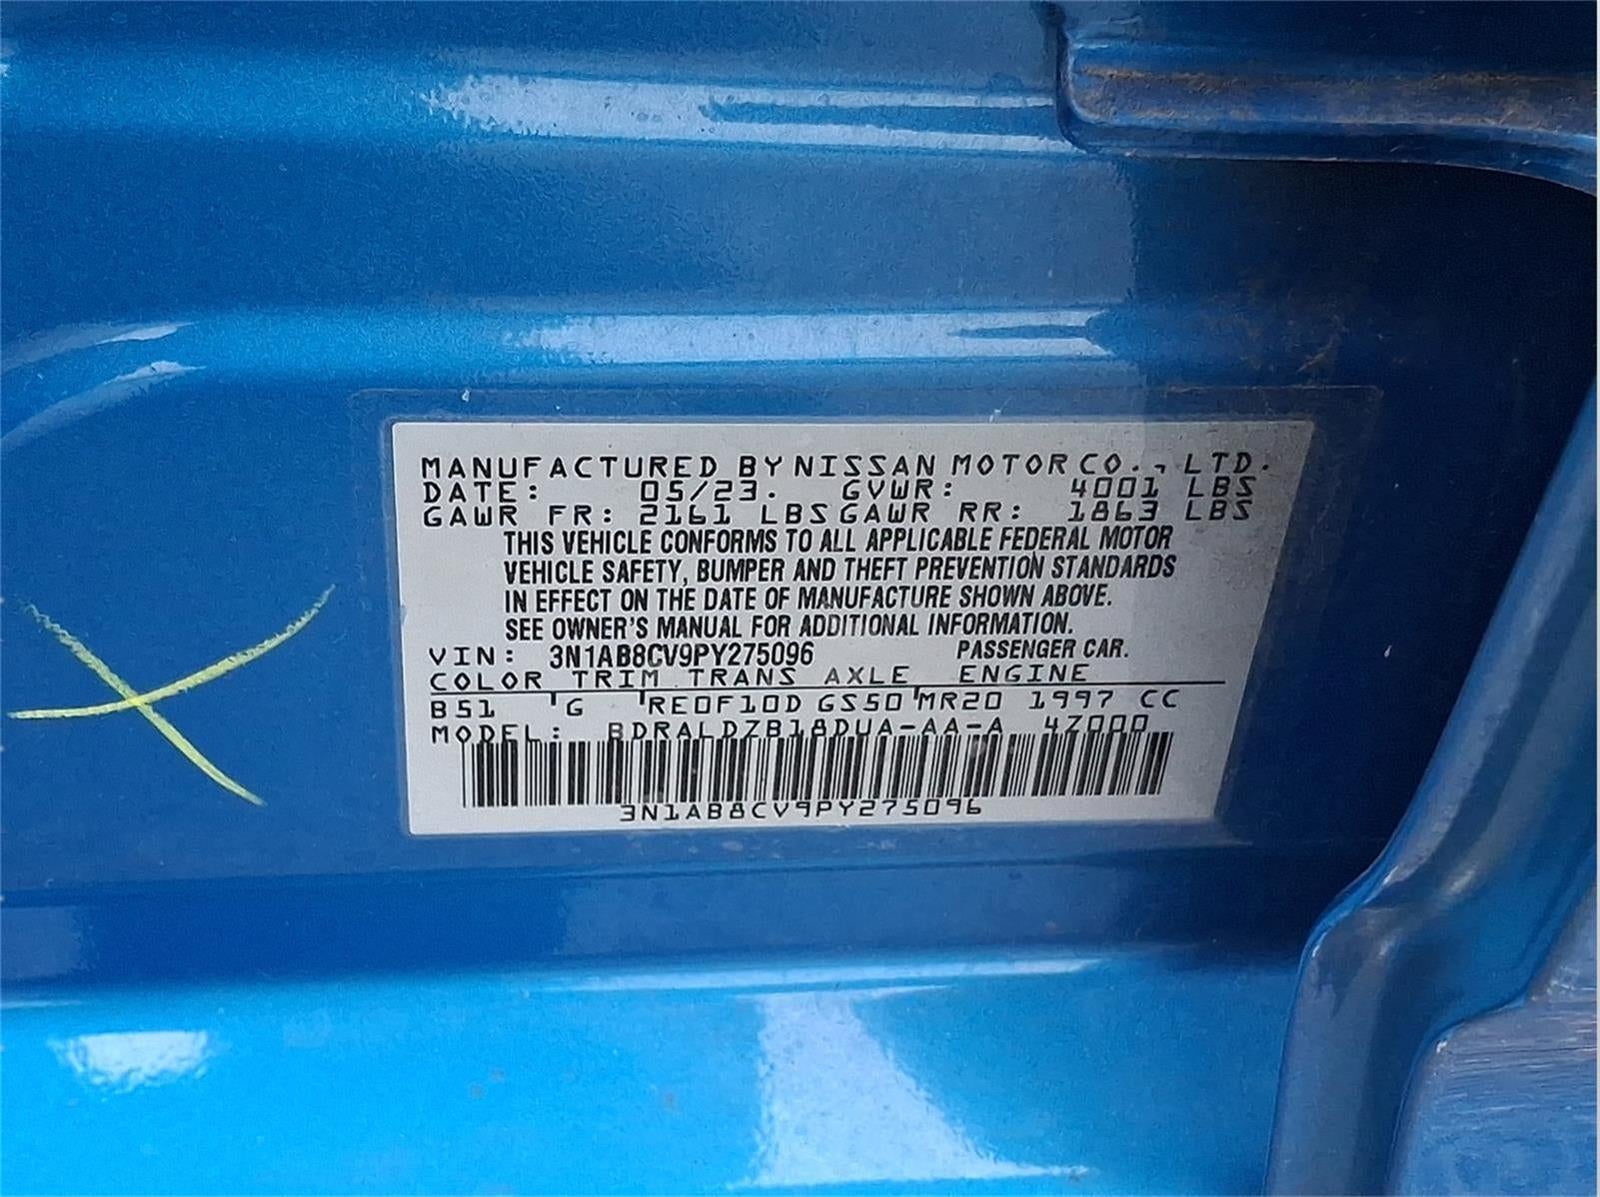 MANUFACTURED BY NISSAN MOTOR CO., LTD.
DATE: 05/23. GVWR: 4001 LBS
GAWR FR: 2161 LBS GAWR RR: 1863 LBS
THIS VEHICLE CONFORMS TO ALL APPLICABLE FEDERAL MOTOR
VEHICLE SAFETY, BUMPER AND THEFT PREVENTION STANDARDS
IN EFFECT ON THE DATE OF MANUFACTURE SHOWN ABOVE.
SEE OWNER'S MANUAL FOR ADDITIONAL INFORMATION.
VIN: 3N1AB8CV9PY275096 PASSENGER CAR.
COLOR TRIM TRANS AXLE ENGINE
B51 G RE0F10D GS50 MR20 1997 CC
MODEL: BDRALDZB18DUA-AA-A 4Z000
3N1AB8CV9PY275096